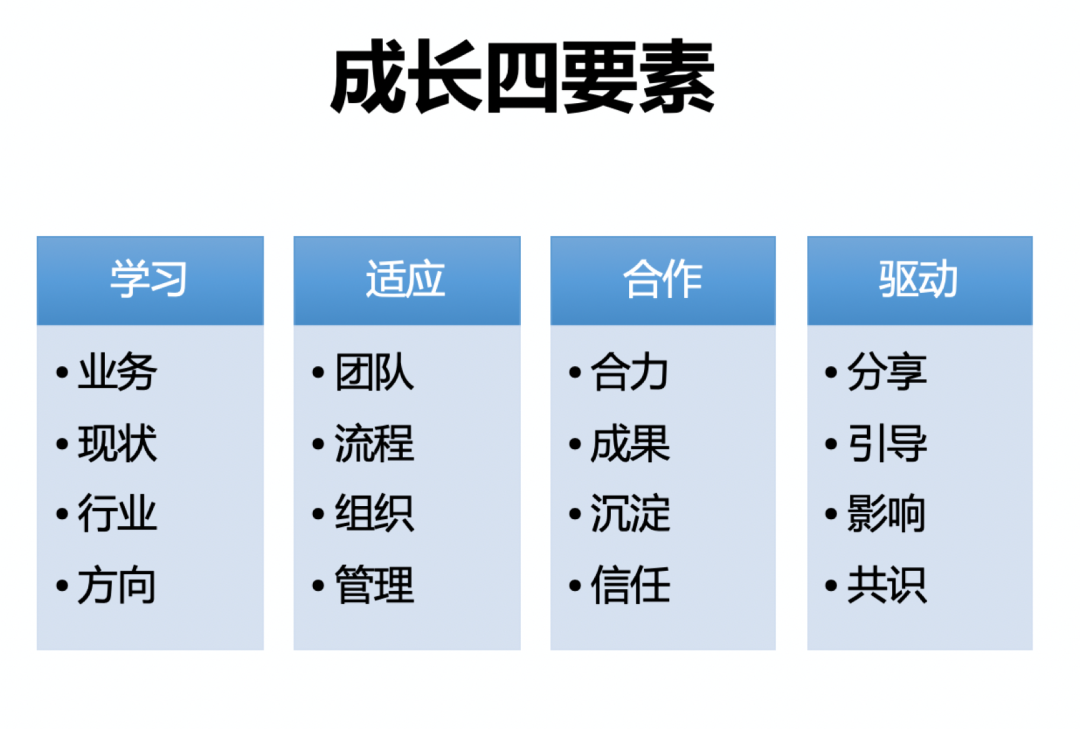 成长四要素
学习
• 业务
• 现状
• 行业
• 方向
适应
• 团队
• 流程
• 组织
• 管理
合作
• 合力
• 成果
• 沉淀
• 信任
驱动
• 分享
• 引导
• 影响
• 共识